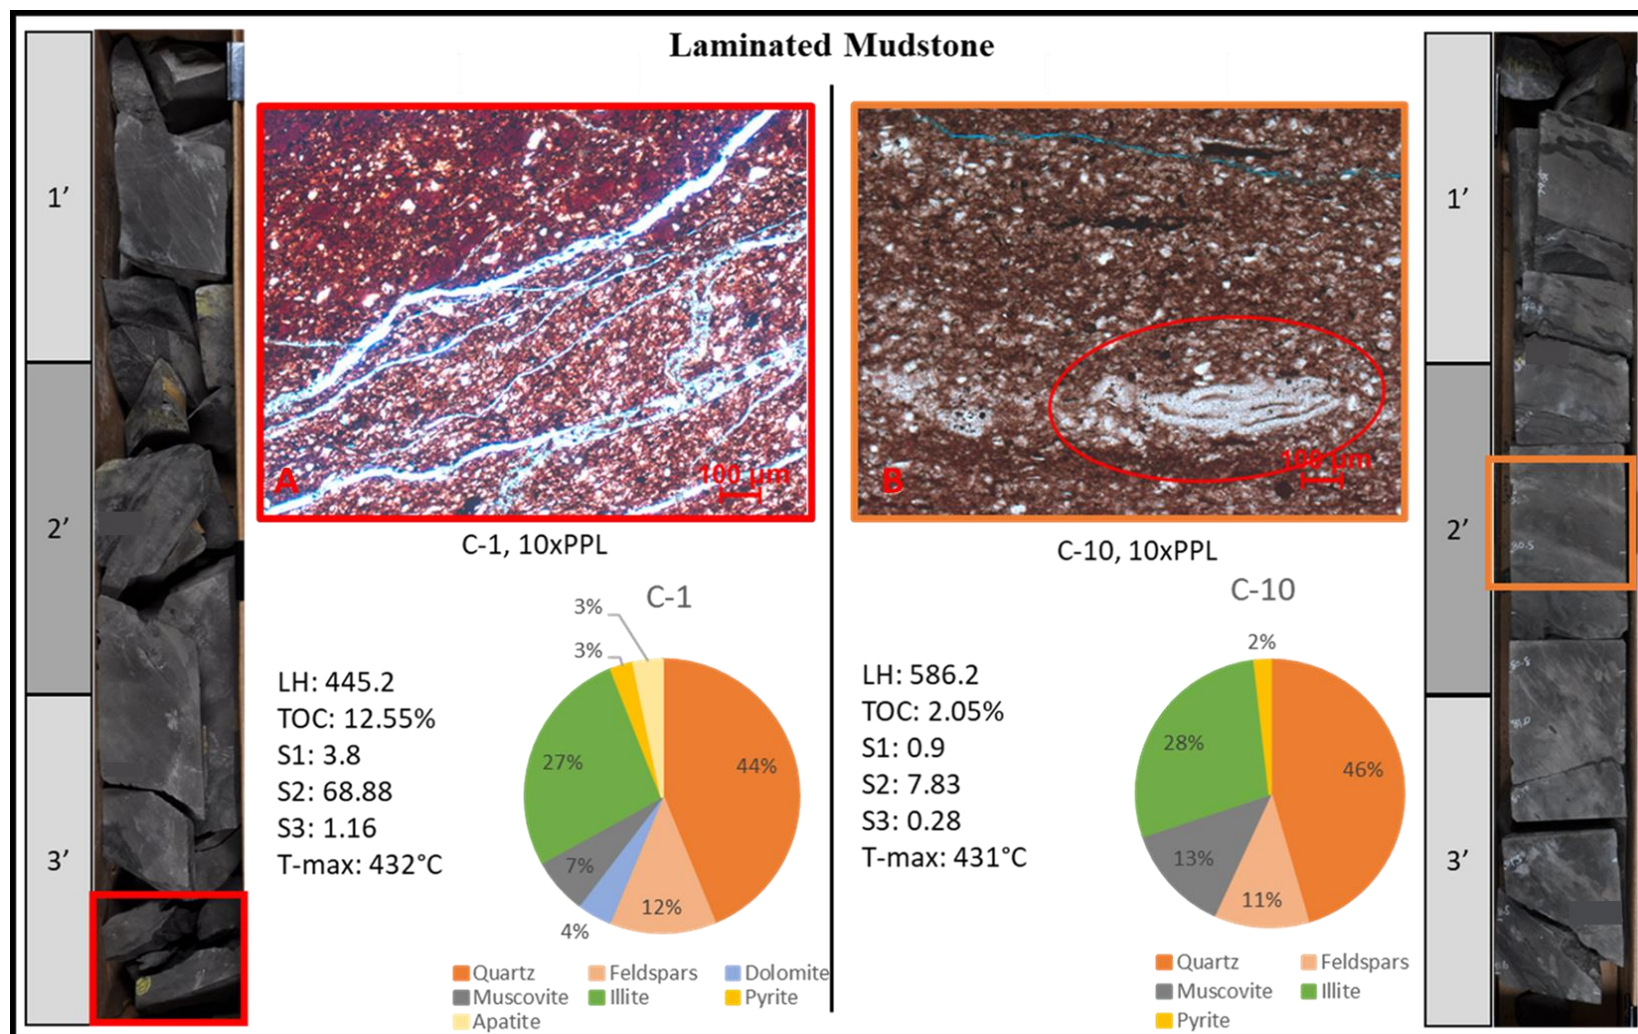 Laminated Mudstone
1’
2’
3’
A
100 µm
C-1, 10xPPL
C-1
3%
3%
44%
27%
7%
12%
4%
LH: 445.2
TOC: 12.55%
S1: 3.8
S2: 68.88
S3: 1.16
T-max: 432°C
Quartz Feldspars Dolomite
Muscovite Illite Pyrite
Apatite
B
100 µm
C-10, 10xPPL
C-10
2%
46%
28%
13%
11%
LH: 586.2
TOC: 2.05%
S1: 0.9
S2: 7.83
S3: 0.28
T-max: 431°C
Quartz Feldspars
Muscovite Illite
Pyrite
1’
2’
3’
80.5